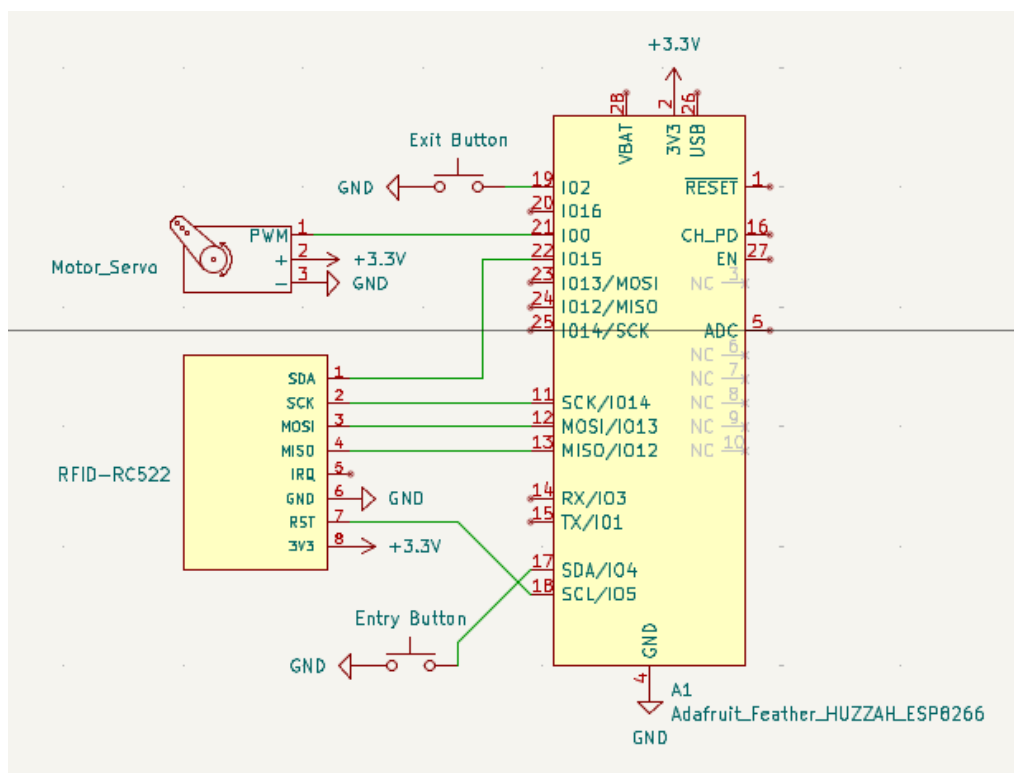 +3.3V
28
2
26
VBAT
3V3
USB
Exit Button
GND
19 IO2
RESET 1
20 IO16
PWM 1
21 IO0
CH_PD 16
Motor_Servo
+ 2
+3.3V
22 IO15
EN 27
- 3
GND
23 IO13/MOSI
NC 3
24 IO12/MISO
25 IO14/SCK
ADC 5
NC 6
SDA 1
NC 7
SCK 2
11 SCK/IO14
NC 8
MOSI 3
12 MOSI/IO13
NC 9
MISO 4
13 MISO/IO12
NC 10
RFID-RC522
IRQ 5
GND 6
GND
14 RX/IO3
RST 7
15 TX/IO1
3V3 8
+3.3V
17 SDA/IO4
18 SCL/IO5
Entry Button
GND
GND
4
A1
Adafruit_Feather_HUZZAH_ESP8266
GND